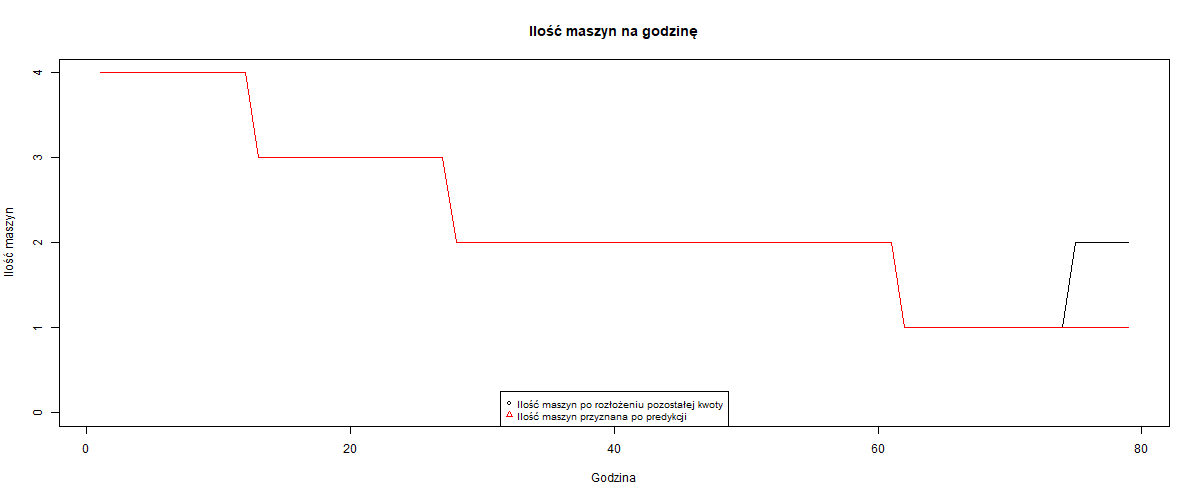 Ilość maszyn na godzinę
Ilość maszyn
4
3
2
1
0
Ilość maszyn po rozłożeniu pozostałej kwoty
Ilość maszyn przyznana po predykcji
0 20 40 60 80
Godzina